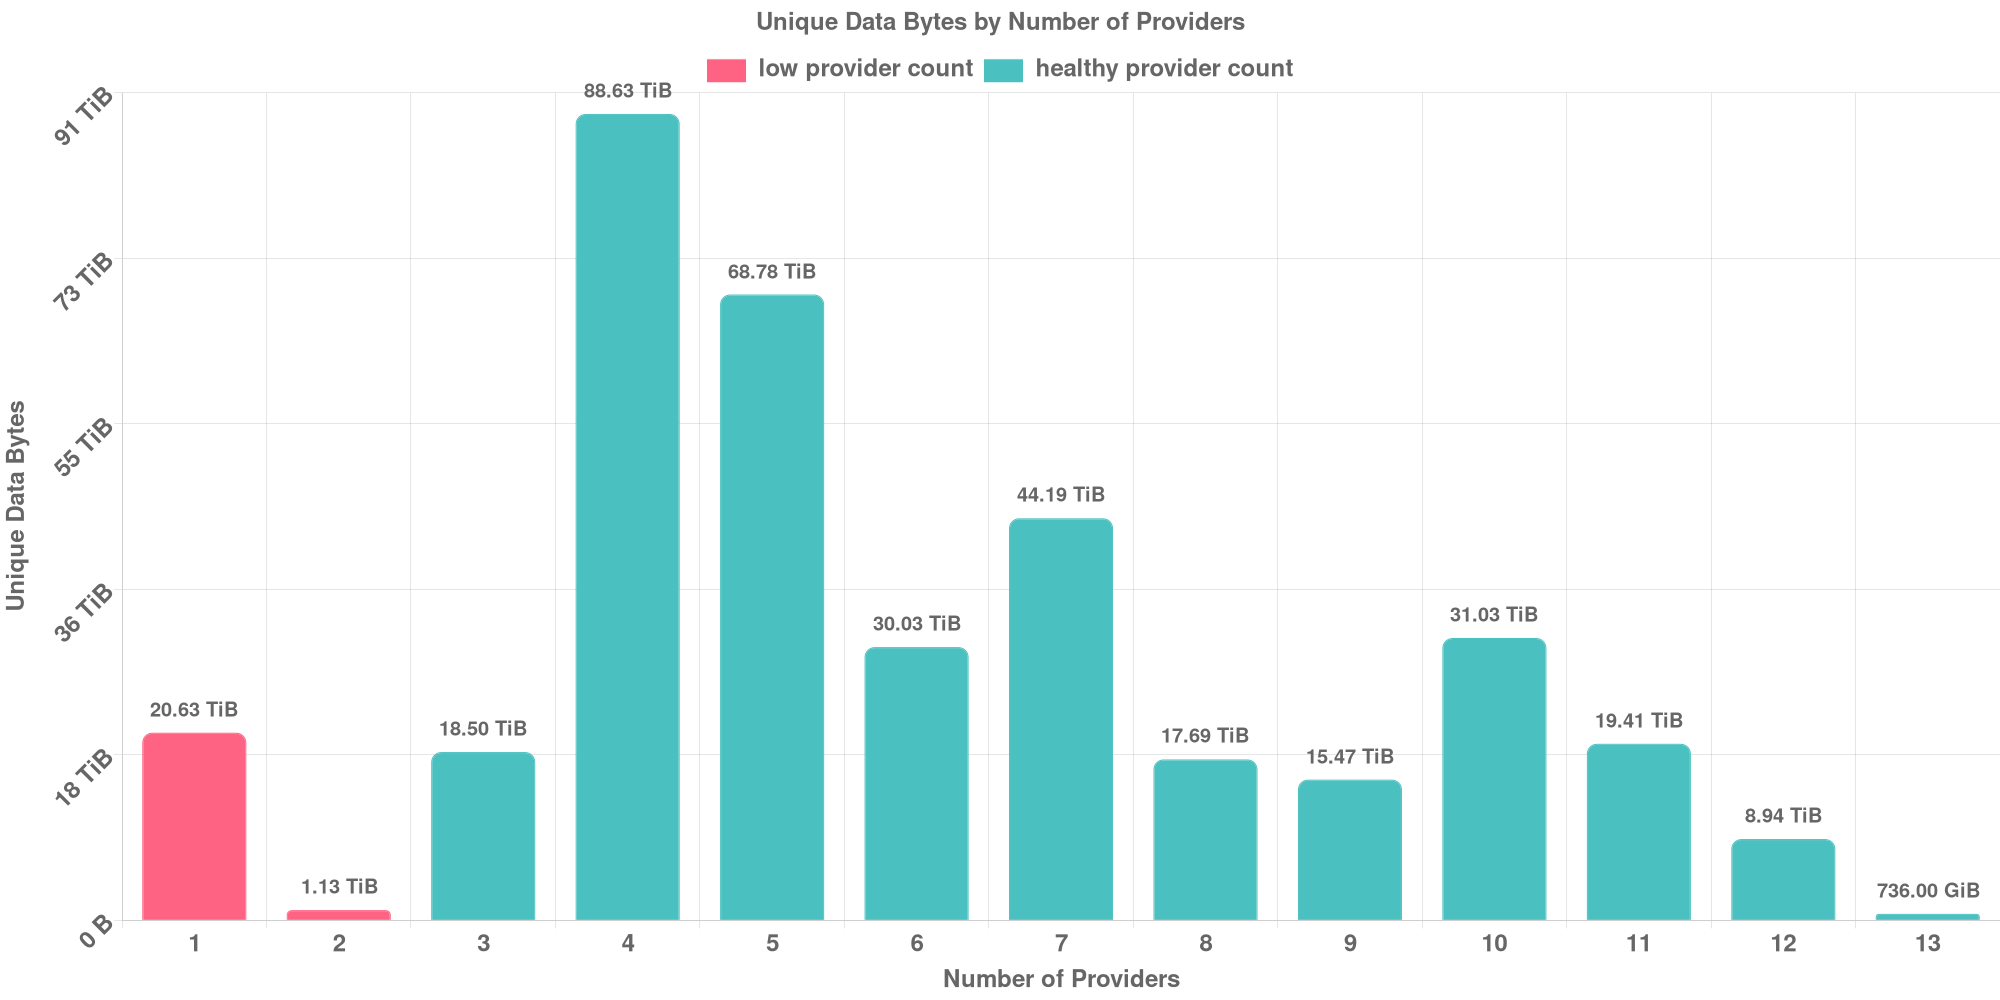 Unique Data Bytes by Number of Providers
low provider count
healthy provider count
Unique Data Bytes
91 TiB
73 TiB
55 TiB
36 TiB
18 TiB
0 B
20.63 TiB
1.13 TiB
18.50 TiB
88.63 TiB
68.78 TiB
30.03 TiB
44.19 TiB
17.69 TiB
15.47 TiB
31.03 TiB
19.41 TiB
8.94 TiB
736.00 GiB
1 2 3 4 5 6 7 8 9 10 11 12 13
Number of Providers